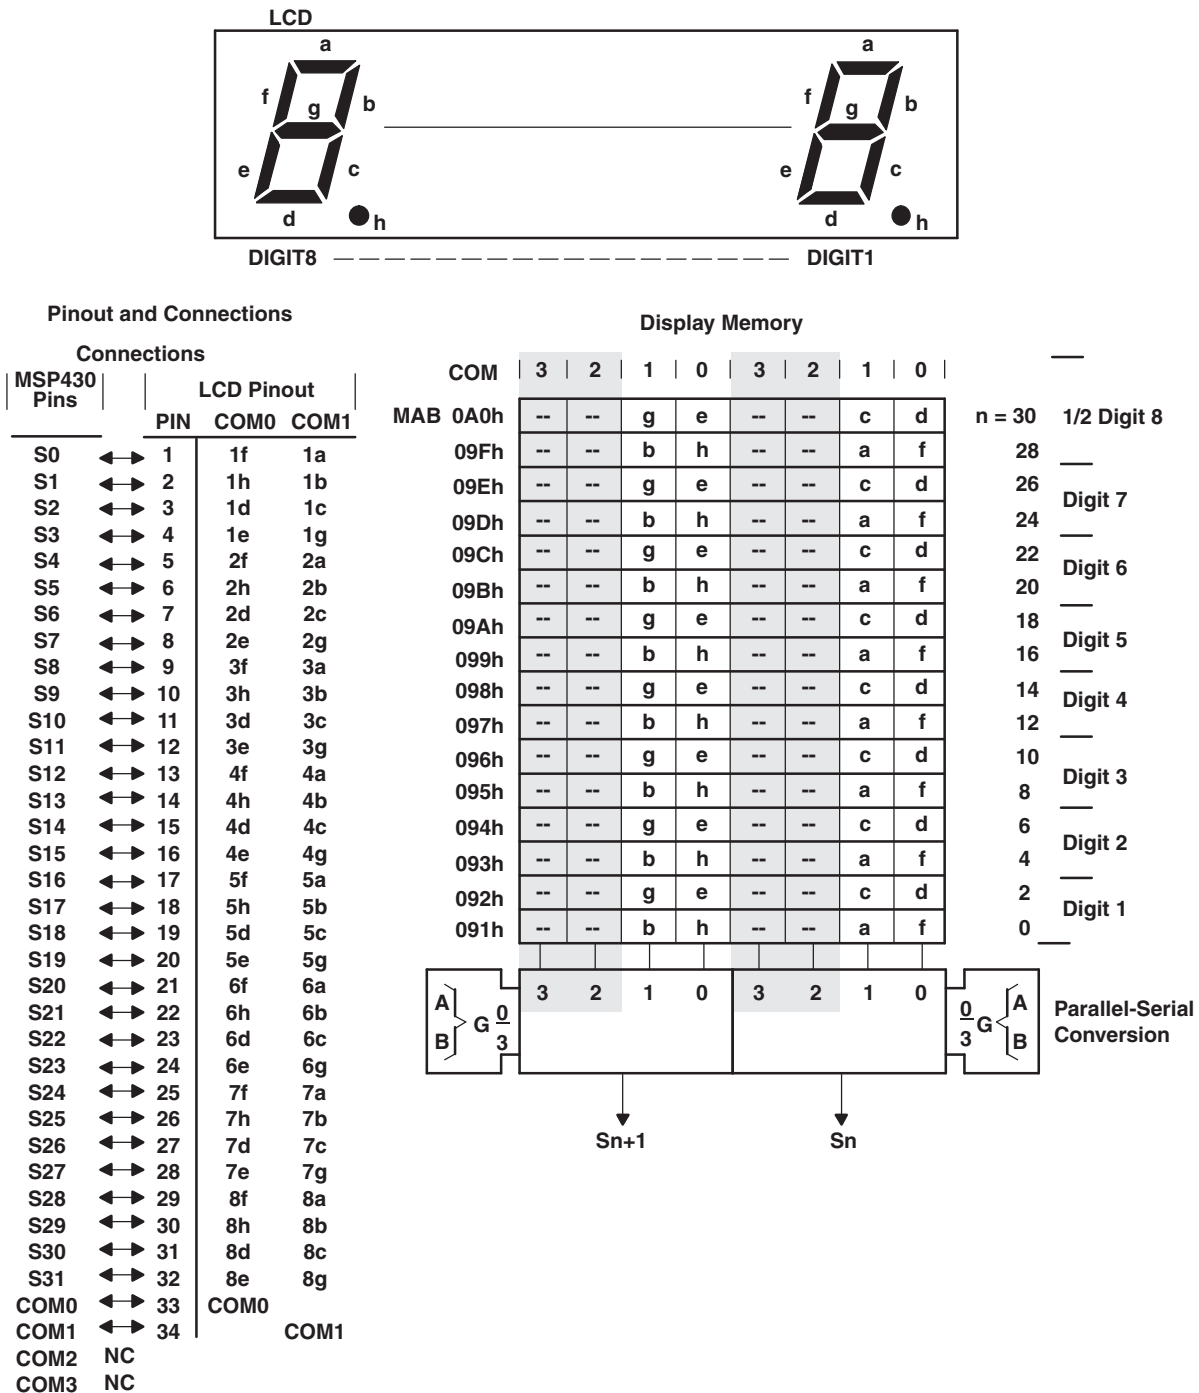 LCD
a
a
f
g
b
f
g
b
e
c
e
c
d
h
d
h
DIGIT8
DIGIT1
Pinout and Connections
Display Memory
Connections
MSP430 Pins
LCD Pinout
PIN COM0 COM1
S0 1 1f 1a
S1 2 1h 1b
S2 3 1d 1c
S3 4 1e 1g
S4 5 2f 2a
S5 6 2h 2b
S6 7 2d 2c
S7 8 2e 2g
S8 9 3f 3a
S9 10 3h 3b
S10 11 3d 3c
S11 12 3e 3g
S12 13 4f 4a
S13 14 4h 4b
S14 15 4d 4c
S15 16 4e 4g
S16 17 5f 5a
S17 18 5h 5b
S18 19 5d 5c
S19 20 5e 5g
S20 21 6f 6a
S21 22 6h 6b
S22 23 6d 6c
S23 24 6e 6g
S24 25 7f 7a
S25 26 7h 7b
S26 27 7d 7c
S27 28 7e 7g
S28 29 8f 8a
S29 30 8h 8b
S30 31 8d 8c
S31 32 8e 8g
COM0 33 COM0
COM1 34 COM1
COM2 NC
COM3 NC
COM 3 2 1 0 3 2 1 0
MAB 0A0h -- -- g e -- -- c d n = 30 1/2 Digit 8
09Fh -- -- b h -- -- a f 28
09Eh -- -- g e -- -- c d 26
Digit 7
09Dh -- -- b h -- -- a f 24
09Ch -- -- g e -- -- c d 22
Digit 6
09Bh -- -- b h -- -- a f 20
09Ah -- -- g e -- -- c d 18
Digit 5
099h -- -- b h -- -- a f 16
098h -- -- g e -- -- c d 14
Digit 4
097h -- -- b h -- -- a f 12
096h -- -- g e -- -- c d 10
Digit 3
095h -- -- b h -- -- a f 8
094h -- -- g e -- -- c d 6
Digit 2
093h -- -- b h -- -- a f 4
092h -- -- g e -- -- c d 2
Digit 1
091h -- -- b h -- -- a f 0
3 2 1 0 3 2 1 0
A
B
G
0
3
0
3
G
A
B
Parallel-Serial
Conversion
Sn+1
Sn